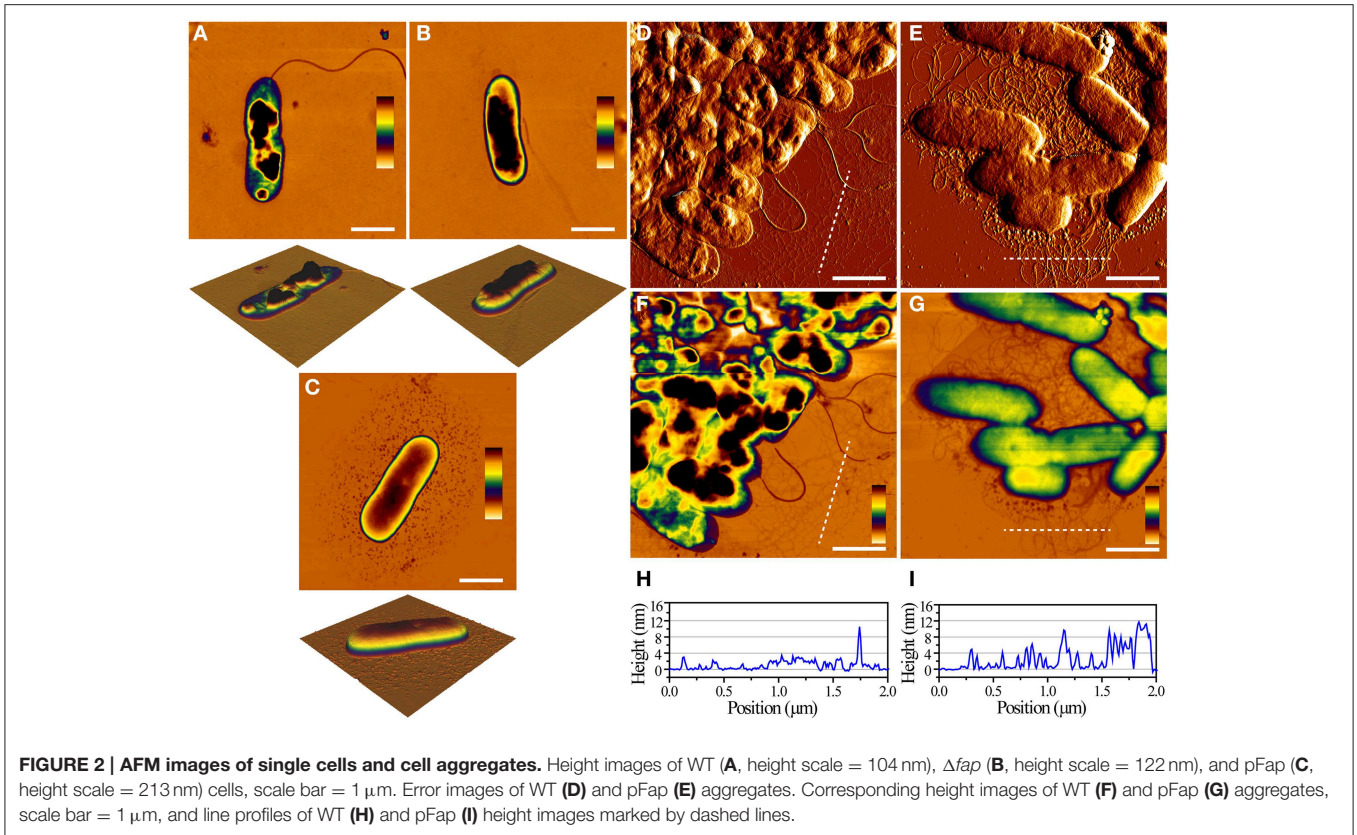 A
B
C
D
E
F
G
H
I
16
12
8
4
0
Height (nm)
0.0 0.5 1.0 1.5 2.0
Position (μm)
16
12
8
4
0
Height (nm)
0.0 0.5 1.0 1.5 2.0
Position (μm)
FIGURE 2 | AFM images of single cells and cell aggregates. Height images of WT (A, height scale = 104 nm), Δfap (B, height scale = 122 nm), and pFap (C,
height scale = 213 nm) cells, scale bar = 1 μm. Error images of WT (D) and pFap (E) aggregates. Corresponding height images of WT (F) and pFap (G) aggregates,
scale bar = 1 μm, and line profiles of WT (H) and pFap (I) height images marked by dashed lines.